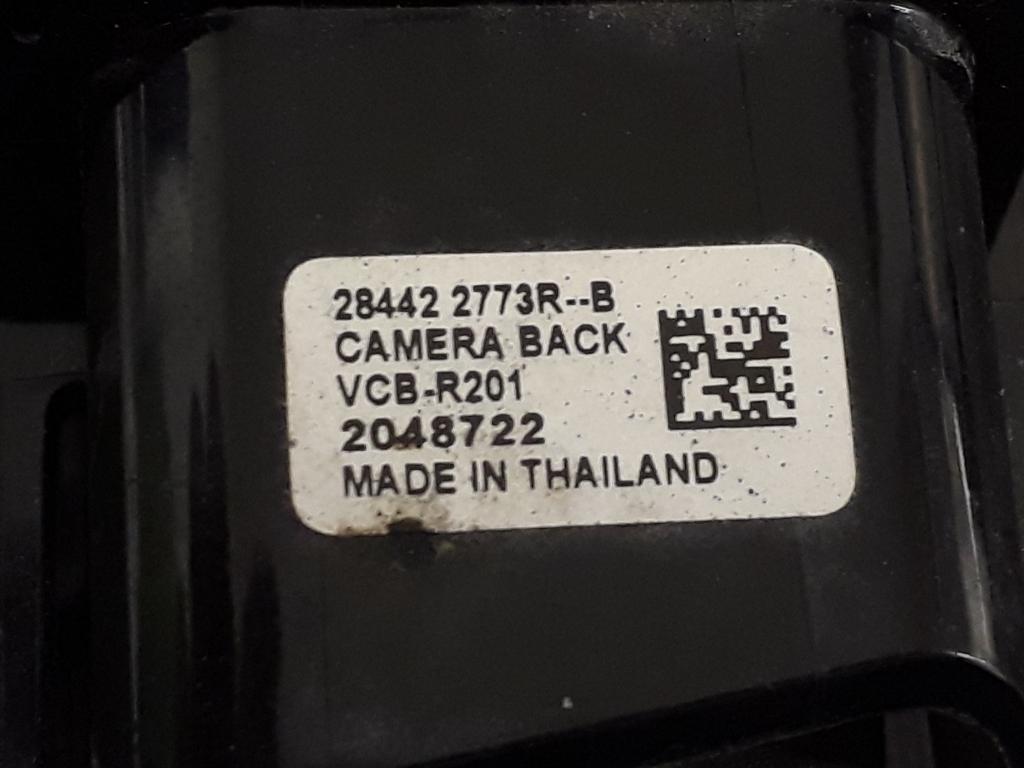 28442 2773R--B
CAMERA BACK
VCB-R201
2048722
MADE IN THAILAND